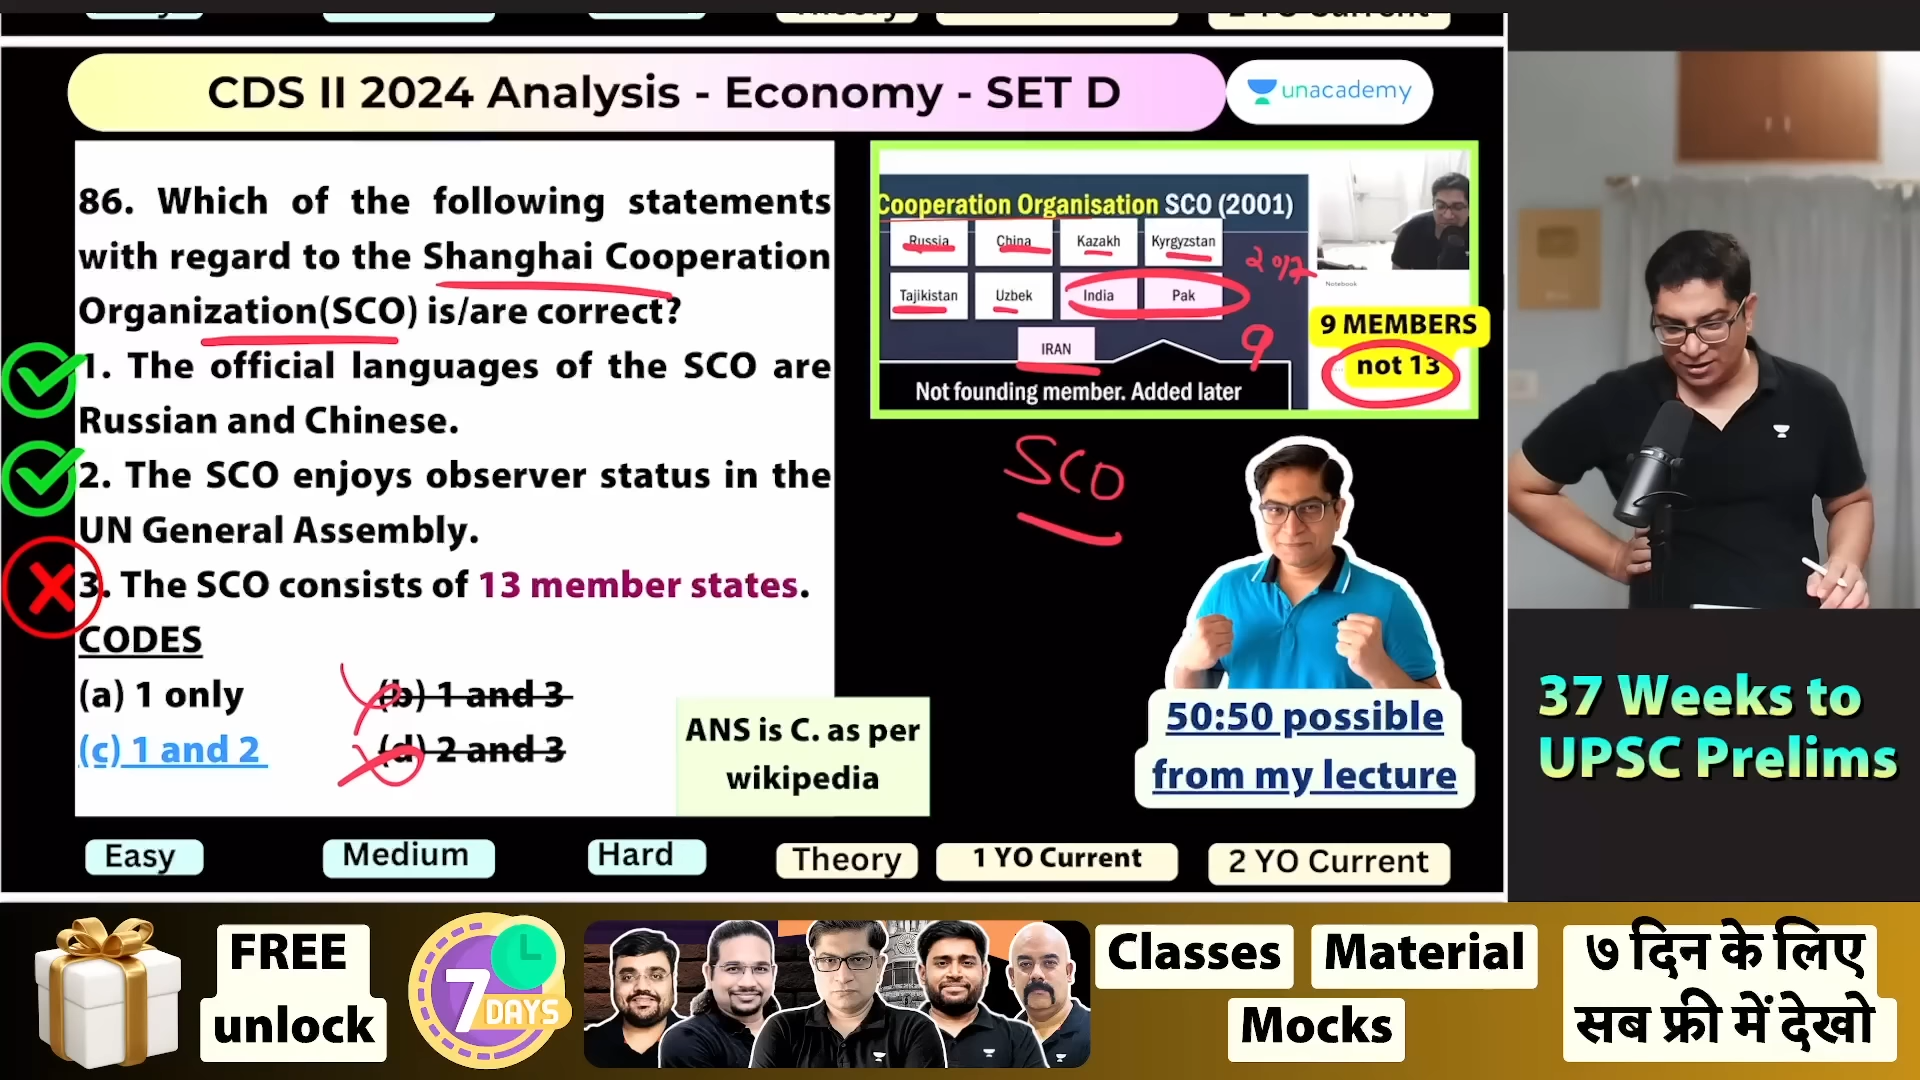 CDS II 2024 Analysis - Economy - SET D
unacademy
86. Which of the following statements
with regard to the Shanghai Cooperation
Organization(SCO) is/are correct?
1. The official languages of the SCO are
Russian and Chinese.
2. The SCO enjoys observer status in the
UN General Assembly.
3. The SCO consists of 13 member states.
CODES
(a) 1 only
(b) 1 and 3
(c) 1 and 2
(d) 2 and 3
ANS is C. as per
wikipedia
Cooperation Organisation SCO (2001)
Russia
China
Kazakh
Kyrgyzstan
Tajikistan
Uzbek
India
Pak
2017
IRAN
9
Not founding member. Added later
Notebook
9 MEMBERS
not 13
SCO
50:50 possible
from my lecture
37 Weeks to
UPSC Prelims
Easy
Medium
Hard
Theory
1 YO Current
2 YO Current
FREE
unlock
7 DAYS
Classes
Material
Mocks
७ दिन के लिए
सब फ्री में देखो